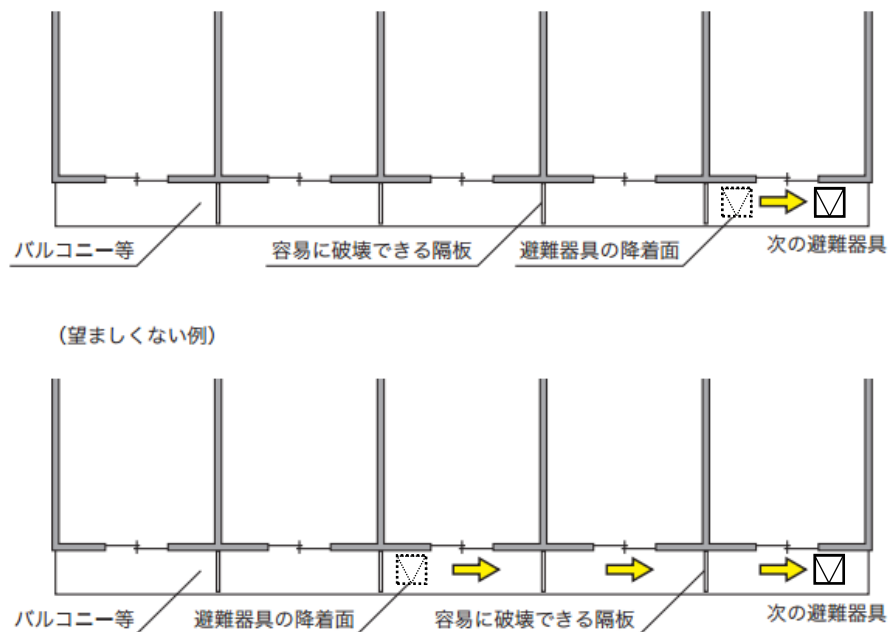 バルコニー等
容易に破壊できる隔板
避難器具の降着面
次の避難器具
（望ましくない例）
バルコニー等
避難器具の降着面
容易に破壊できる隔板
次の避難器具